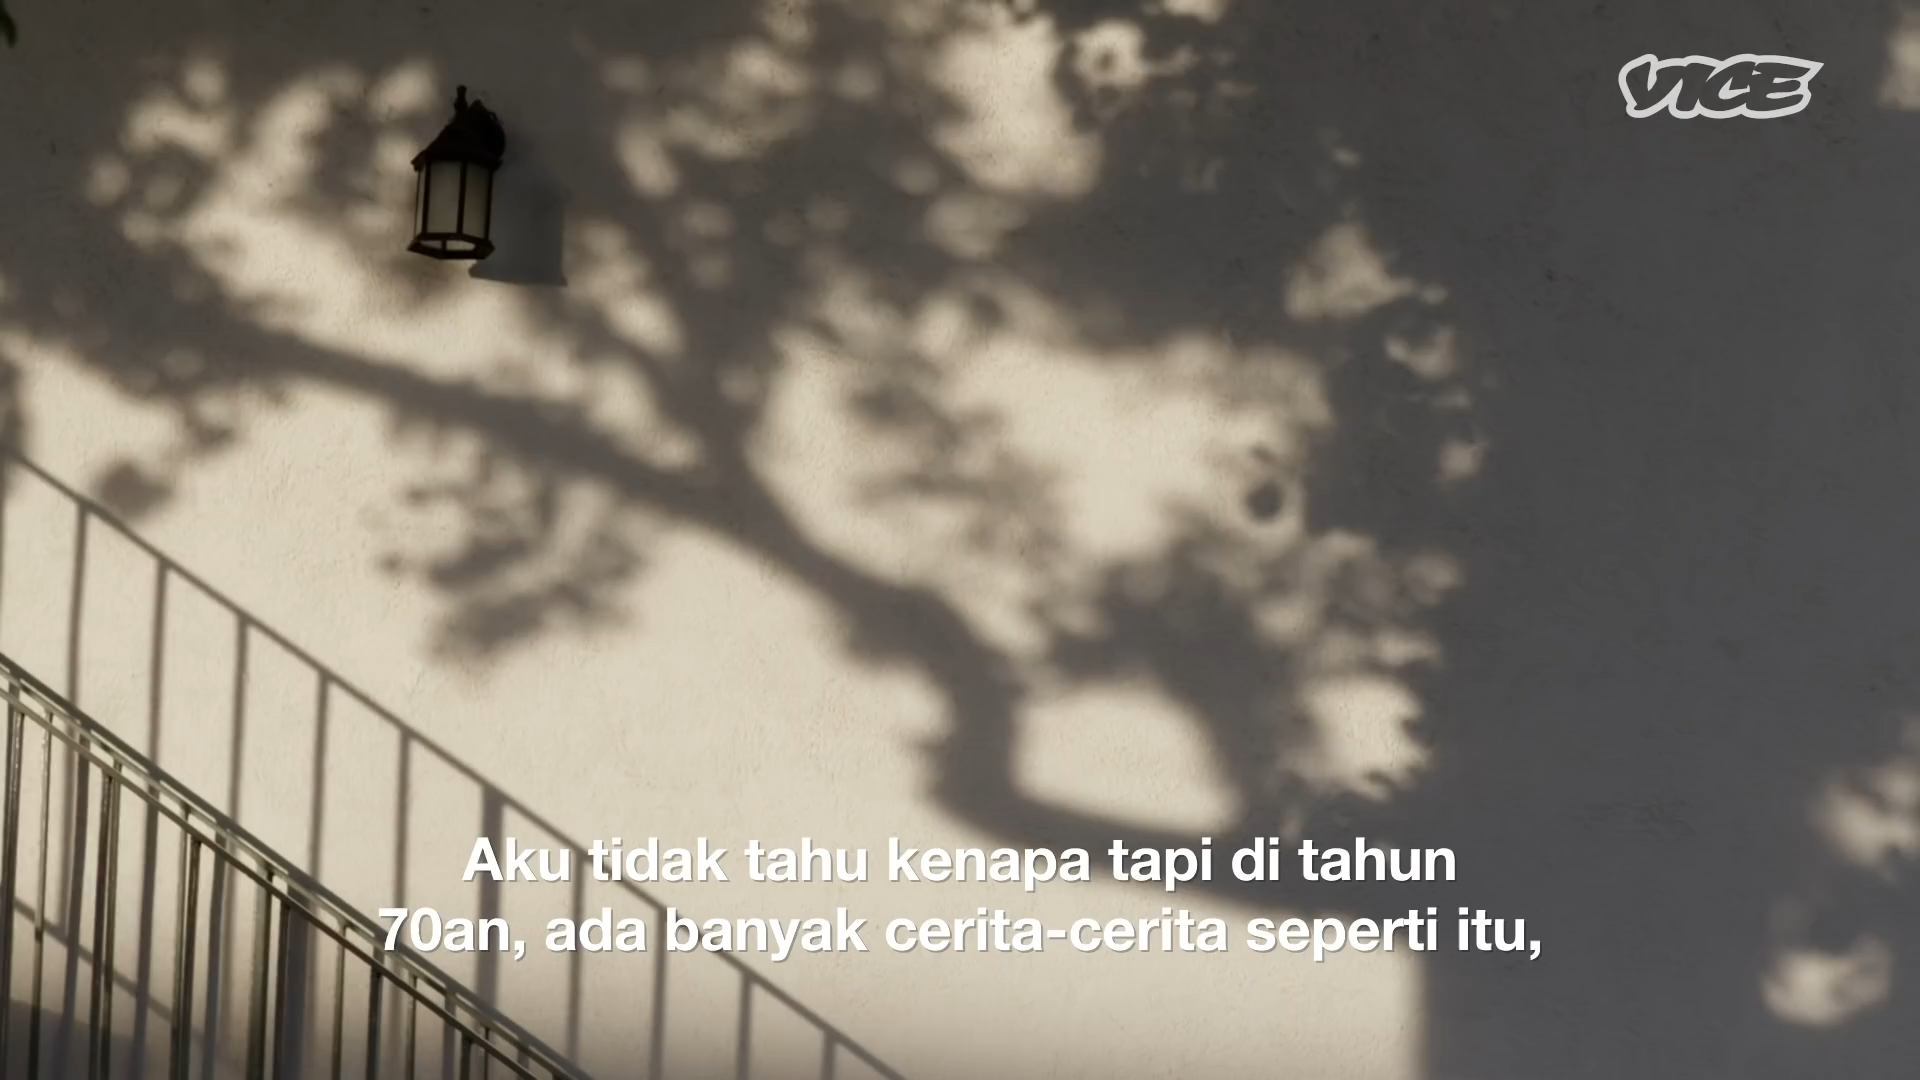 VICE
Aku tidak tahu kenapa tapi di tahun
70an, ada banyak cerita-cerita seperti itu,